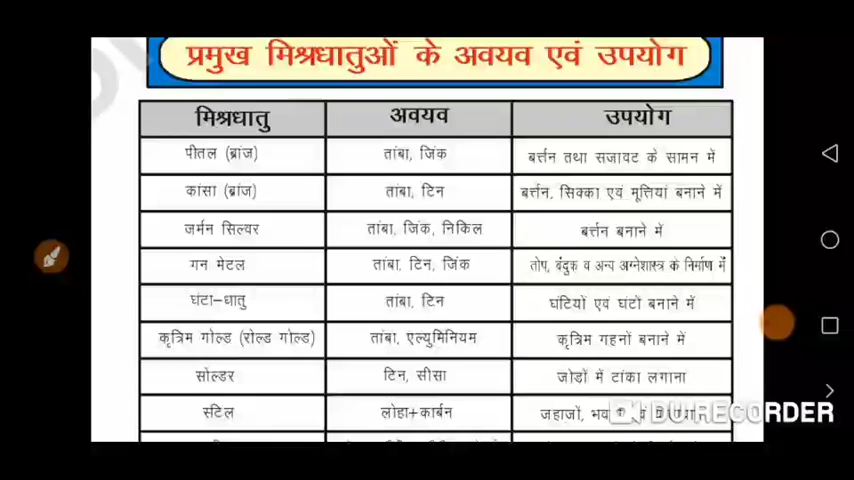 प्रमुख मिश्रधातुओं के अवयव एवं उपयोग
मिश्रधातु अवयव उपयोग
पीतल (ब्रांज) तांबा, जिंक बर्त्तन तथा सजावट के सामन में
कांसा (ब्रांज) तांबा, टिन बर्त्तन, सिक्का एवं मूर्त्तियां बनाने में
जर्मन सिल्वर तांबा, जिंक, निकिल बर्त्तन बनाने में
गन मेटल तांबा, टिन, जिंक तोप, बंदुक व अन्य अग्नेशास्त्र के निर्माण में
घंटा-धातु तांबा, टिन घंटियों एवं घंटों बनाने में
कृत्रिम गोल्ड (रोल्ड गोल्ड) तांबा, एल्युमिनियम कृत्रिम गहनों बनाने में
सोल्डर टिन, सीसा जोडों में टांका लगाना
स्टिल लोहा+कार्बन जहाजों,
DU RECORDER